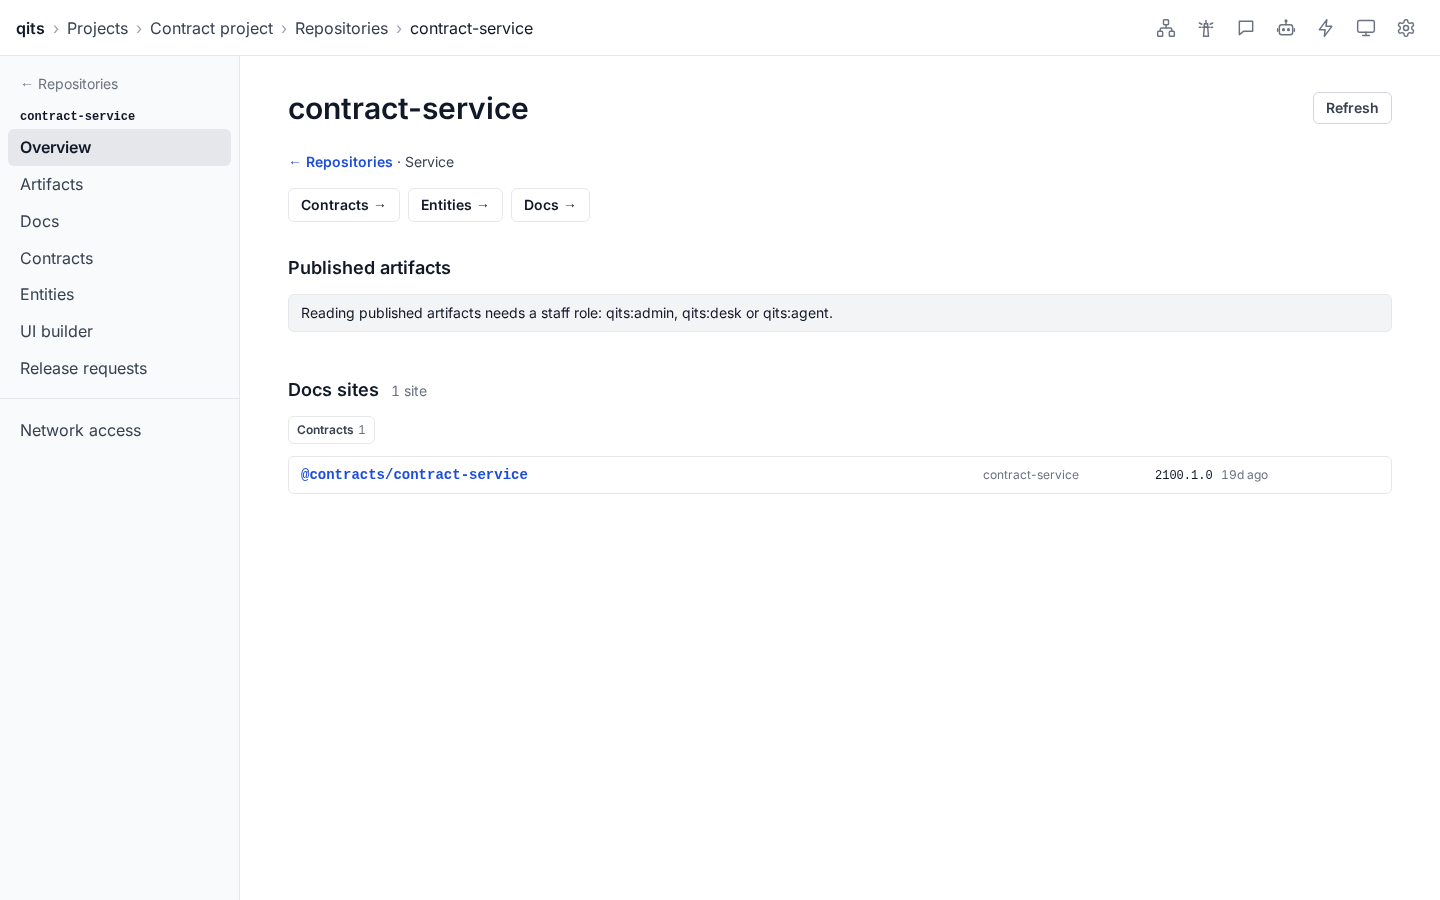 qits › Projects › Contract project › Repositories › contract-service
← Repositories
contract-service
Overview
Artifacts
Docs
Contracts
Entities
UI builder
Release requests
Network access
contract-service
Refresh
← Repositories · Service
Contracts →
Entities →
Docs →
Published artifacts
Reading published artifacts needs a staff role: qits:admin, qits:desk or qits:agent.
Docs sites 1 site
Contracts 1
@contracts/contract-service contract-service 2100.1.0 19d ago